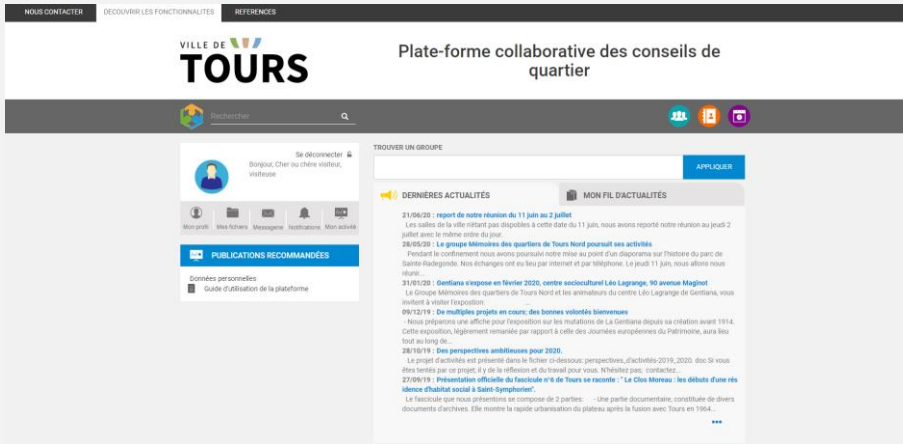 NOUS CONTACTER DECOUVRIR LES FONCTIONNALITES REFERENCES
VILLE DE
TOURS
Plate-forme collaborative des conseils de
quartier
Rechercher
Se déconnecter
Bonjour, Cher ou chère visiteur,
visiteuse
Mon profil Mes fichiers Messagerie Notifications Mon activité
PUBLICATIONS RECOMMANDÉES
Données personnelles
Guide d'utilisation de la plateforme
TROUVER UN GROUPE
APPLIQUER
DERNIÈRES ACTUALITÉS MON FIL D'ACTUALITÉS
21/06/20 : report de notre réunion du 11 juin au 2 juillet
Les salles de la ville n'étant pas dispobles à cette date du 11 juin, nous avons reporté notre réunion au jeudi 2
juillet avec le même ordre du jour.
28/05/20 : Le groupe Mémoires des quartiers de Tours Nord poursuit ses activités
Pendant le confinement nous avons poursuivi notre mise au point d'un diaporama sur l'histoire du parc de
Sainte-Radegonde. Nos échanges ont eu lieu par internet et par téléphone. Le jeudi 11 juin, nous allons nous
réunir...
31/01/20 : Gentiana s'expose en février 2020, centre socioculturel Léo Lagrange, 90 avenue Maginot
Le Groupe Mémoires des quartiers de Tours Nord et les animateurs du centre Léo Lagrange de Gentiana, vous
invitent à visiter l'expostion: ...
09/12/19 : De multiples projets en cours; des bonnes volontés bienvenues
- Nous préparons une affiche pour l'exposition sur les mutations de La Gentiana depuis sa création avant 1914.
Cette exposition, légèrement remaniée par rapport à celle des Journées européennes du Patrimoine, aura lieu
tout au long de...
28/10/19 : Des perspectives ambitieuses pour 2020.
Le projet d'activités est présenté dans le fichier ci-dessous: perspectives_d'activités-2019_2020. doc Si vous
êtes tentés par ce projet, il y de la réflexion et du travail pour vous. N'hésitez pas; contactez...
27/09/19 : Présentation officielle du fascicule n°6 de Tours se raconte : " Le Clos Moreau : les débuts d'une rés
idence d'habitat social à Saint-Symphorien".
Le fascicule que nous présentons se compose de 2 parties: - Une partie documentaire, constituée de divers
documents d'archives. Elle montre la rapide urbanisation du plateau après la fusion avec Tours en 1964...